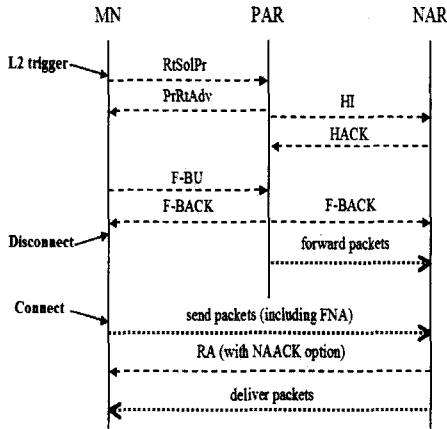 MN PAR NAR
L2 trigger
RtSolPr
PrRtAdv
HI
HACK
F-BU
F-BACK F-BACK
Disconnect
forward packets
Connect
send packets (including FNA)
RA (with NAACK option)
deliver packets